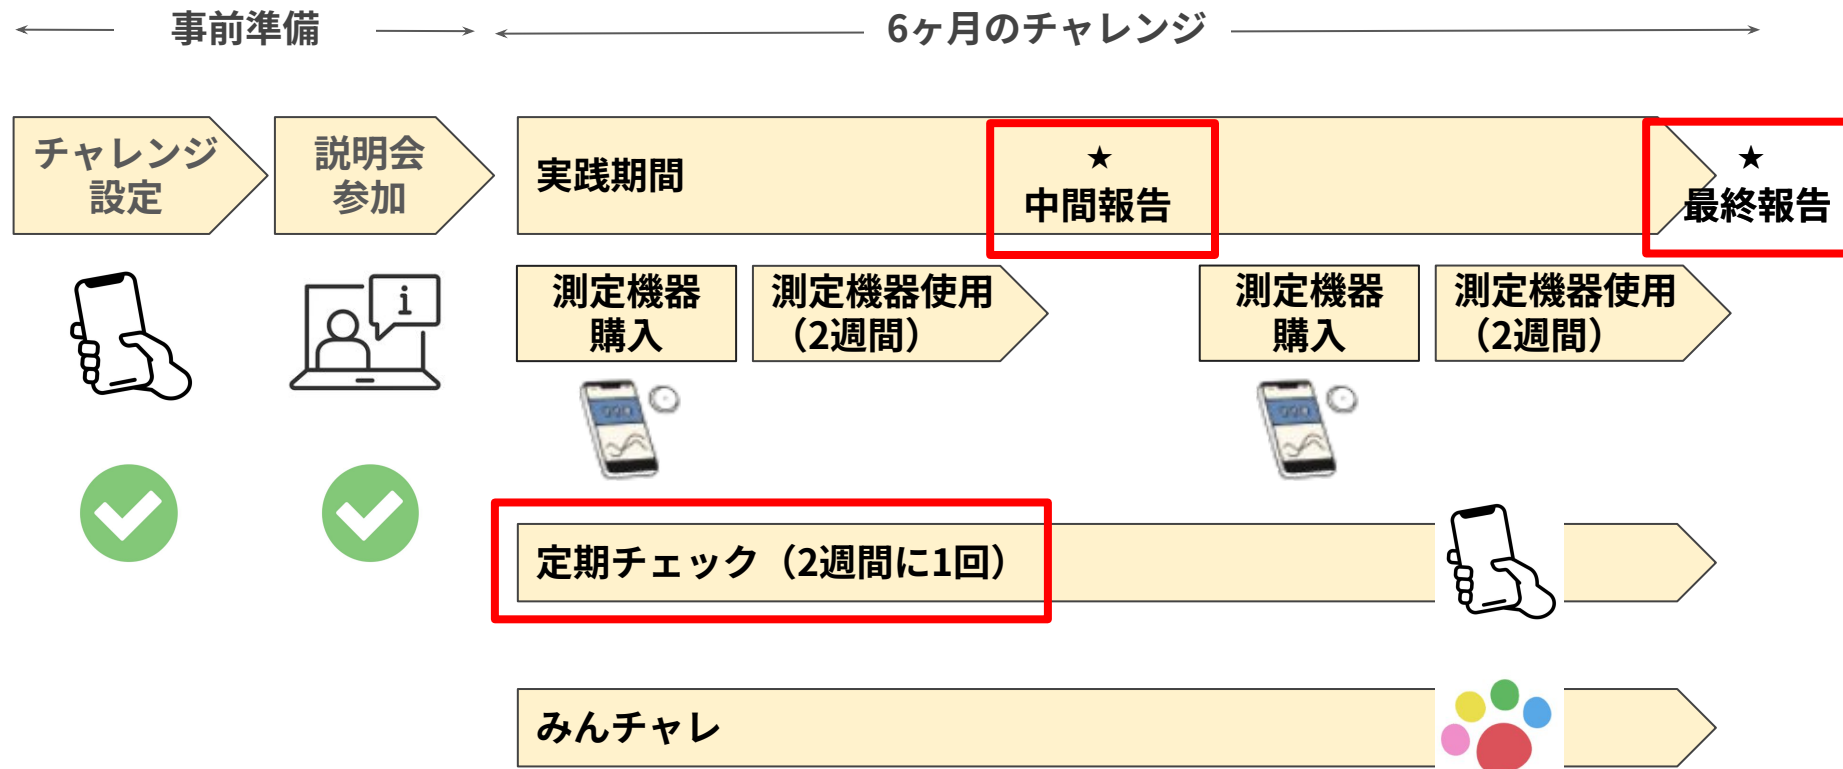 事前準備
6ヶ月のチャレンジ
チャレンジ
設定
説明会
参加
実践期間
★
中間報告
★
最終報告
測定機器
購入
測定機器使用
（2週間）
測定機器
購入
測定機器使用
（2週間）
i
定期チェック（2週間に1回）
みんチャレ